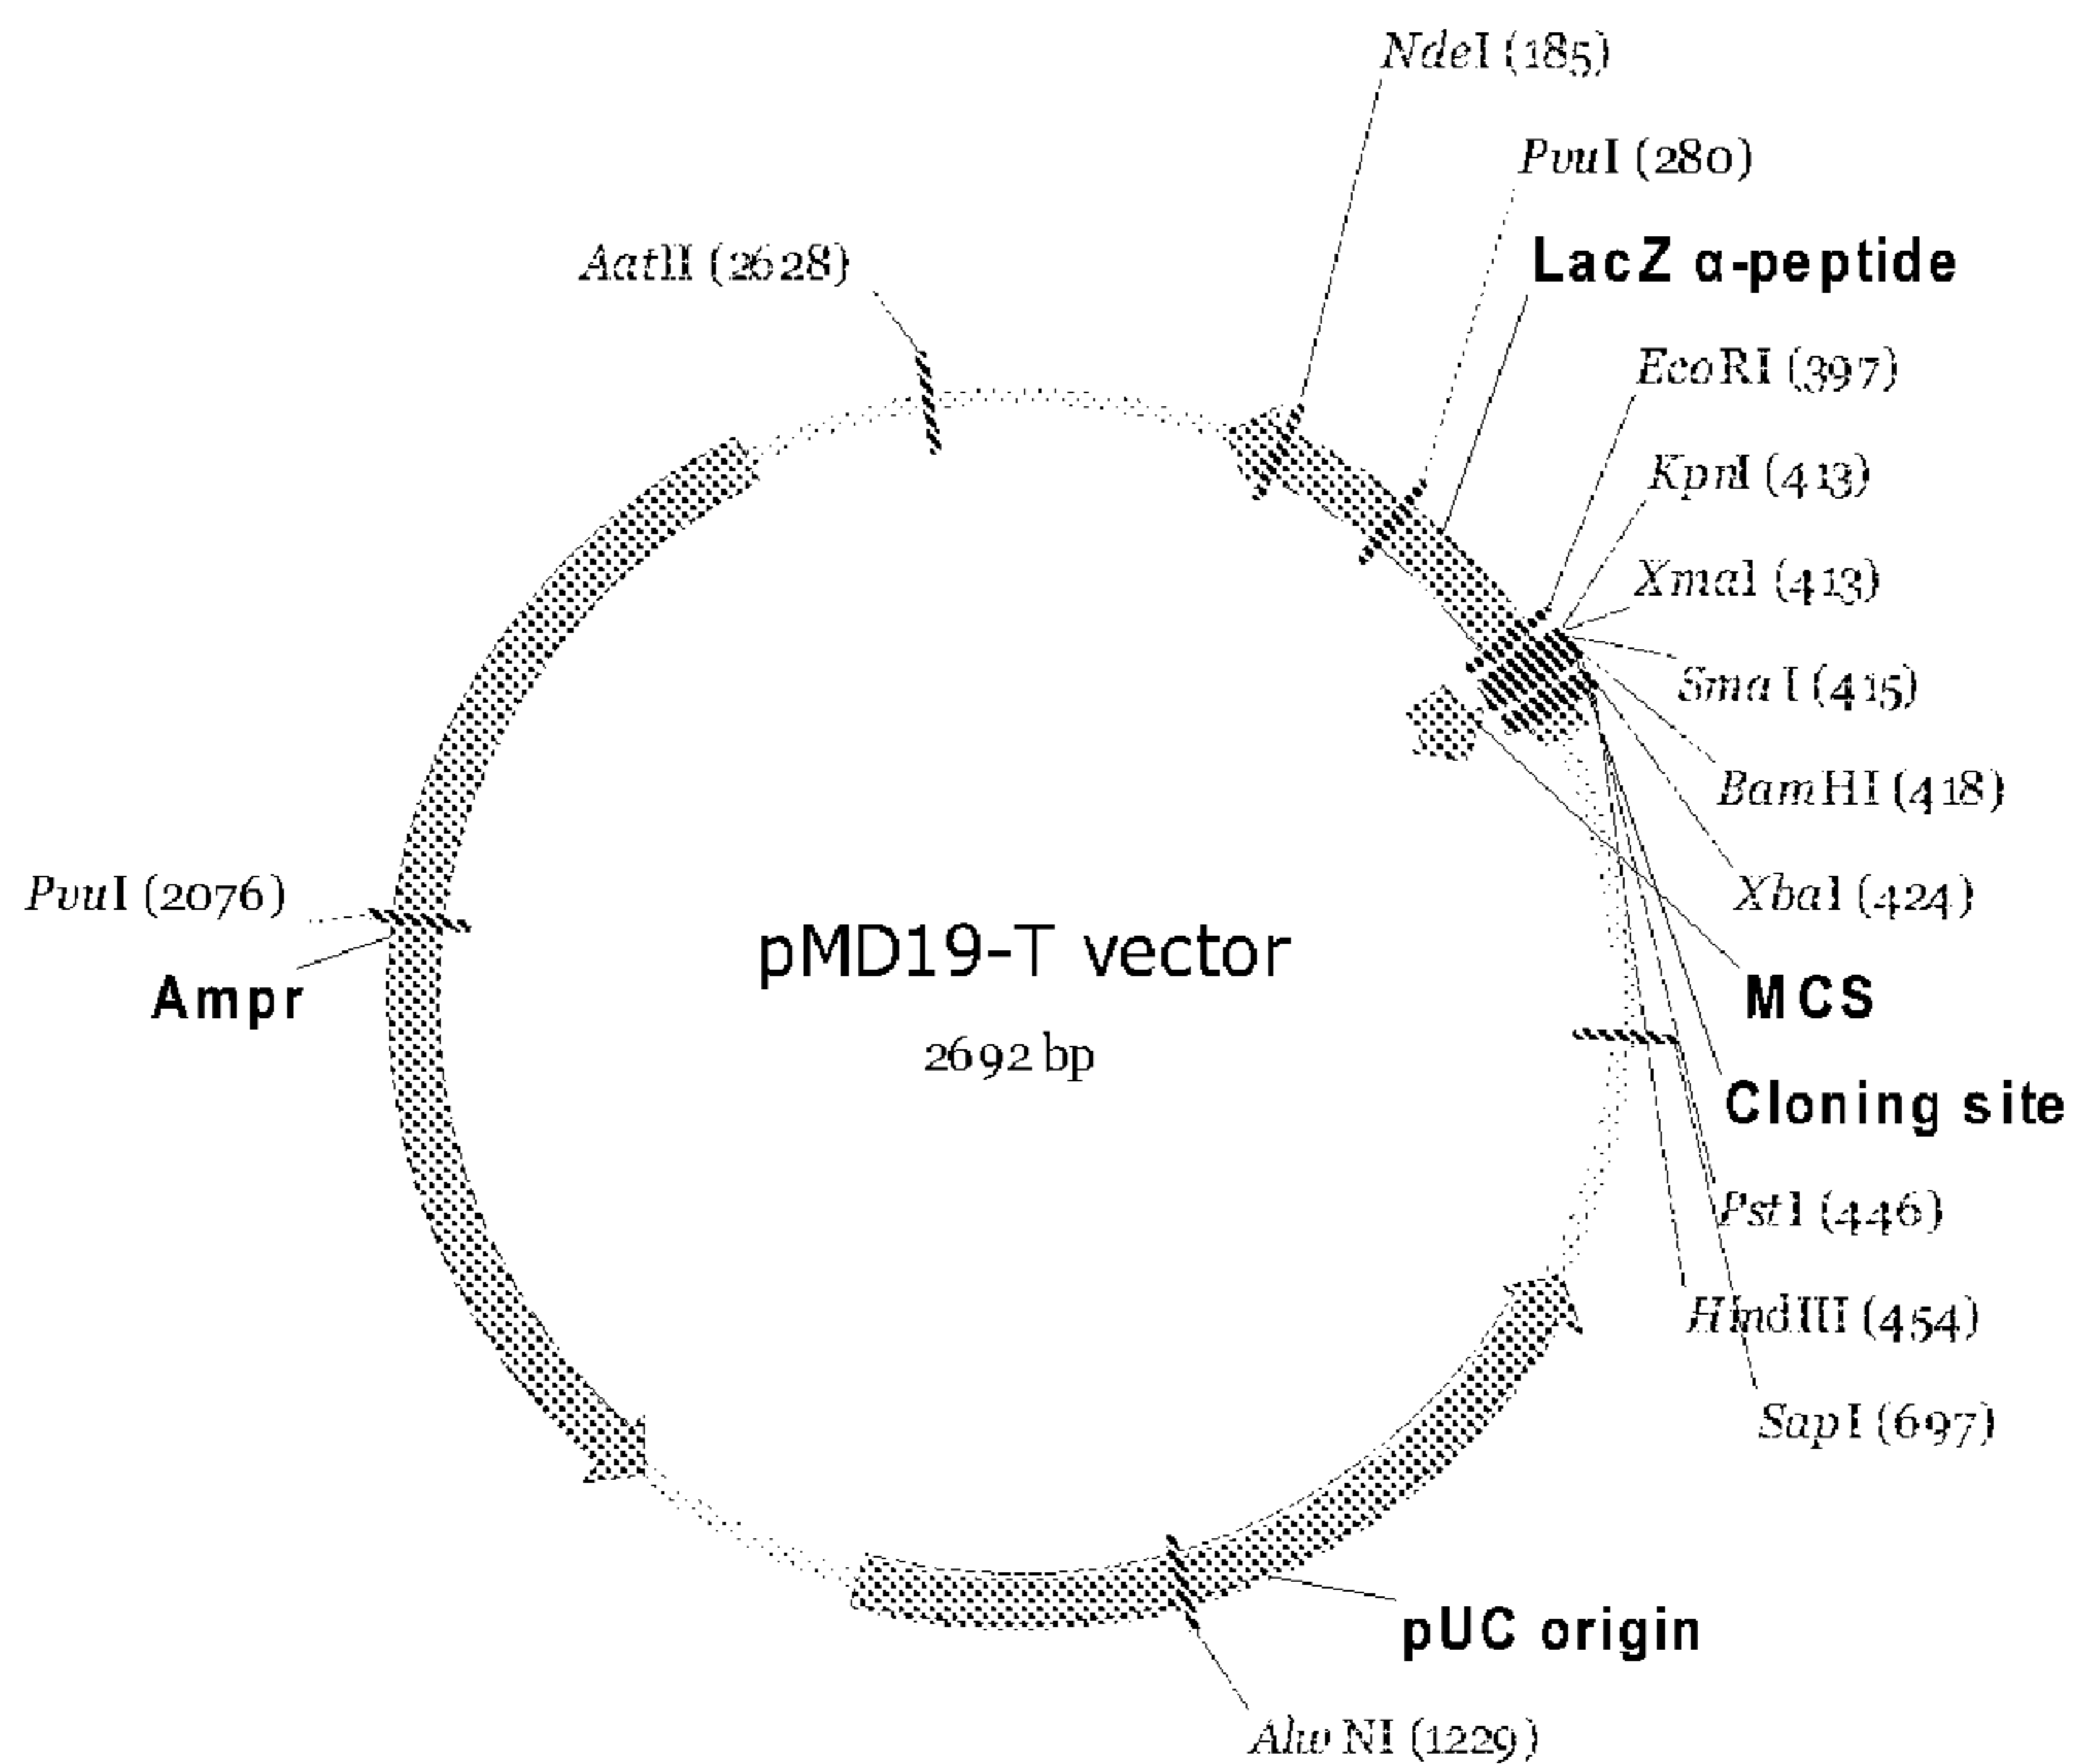 NdeI (185)
PvuI (280)
LacZ α-peptide
AatII (2628)
EcoRI (397)
KpnI (413)
XmaI (413)
SmaI (415)
BamHI (418)
XbaI (424)
PvuI (2076)
Ampr
pMD19-T vector
2692 bp
MCS
Cloning site
PstI (446)
HindIII (454)
SapI (697)
pUC origin
AlwNI (1229)